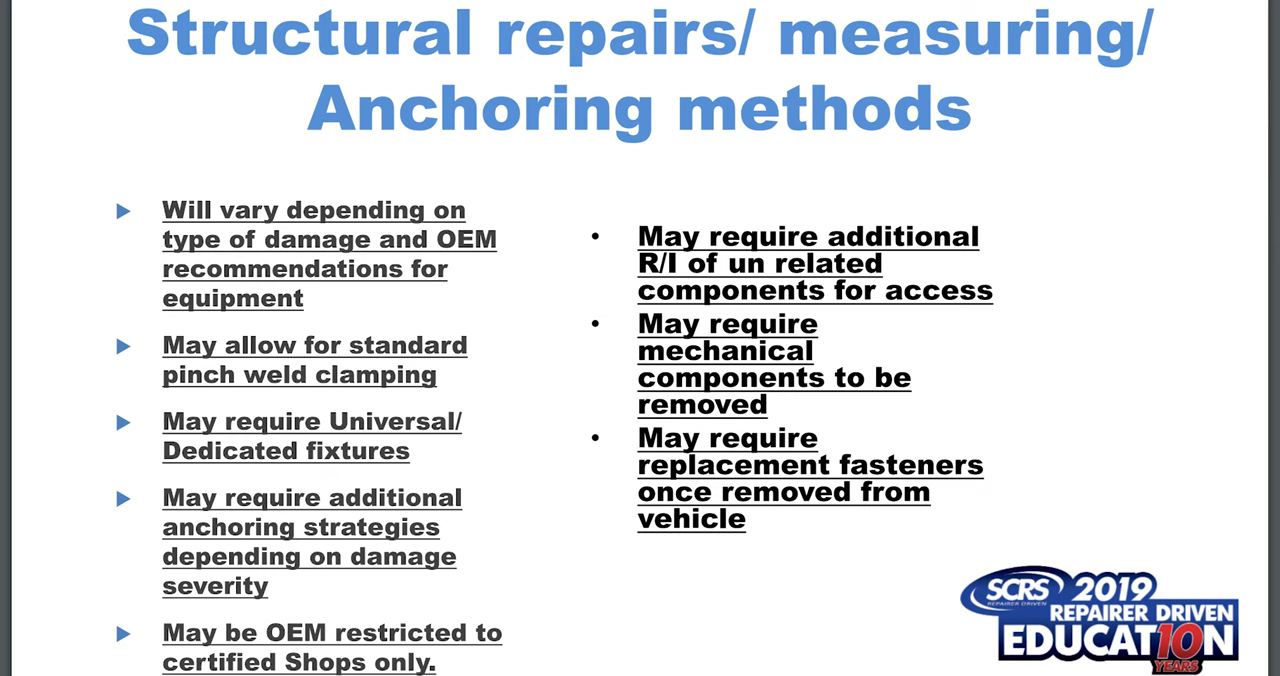 Structural repairs/ measuring/
Anchoring methods
Will vary depending on
type of damage and OEM
recommendations for
equipment
May allow for standard
pinch weld clamping
May require Universal/
Dedicated fixtures
May require additional
anchoring strategies
depending on damage
severity
May be OEM restricted to
certified Shops only.
• May require additional
R/I of un related
components for access
• May require
mechanical
components to be
removed
• May require
replacement fasteners
once removed from
vehicle
SCRS 2019
REPAIRER DRIVEN
REPAIRER DRIVEN
EDUCAT10N
YEARS